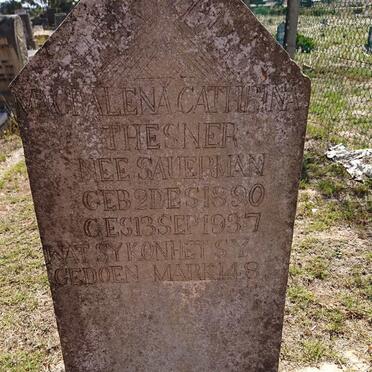 MAGDALENA CATHRINA
THESNER
NEE SAUERMAN
GEB 2 DES 1890
GES 13 SEP 1937
WAT SY KON HET SY
GEDOEN MARK 14.8